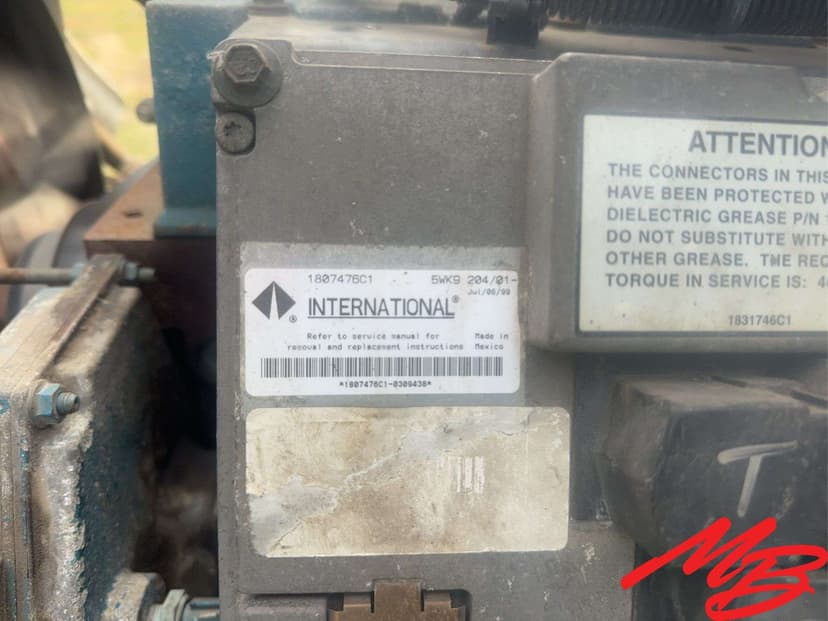 1807476C1 5WK9 204/01-
Jul/06/99
INTERNATIONAL®
Refer to service manual for
removal and replacement instructions
Made in
Mexico
*1807476C1-0309438*
ATTENTION
THE CONNECTORS IN THIS
HAVE BEEN PROTECTED W
DIELECTRIC GREASE P/N
DO NOT SUBSTITUTE WITH
OTHER GREASE. THE REC
TORQUE IN SERVICE IS: 4
1831746C1
T
MB